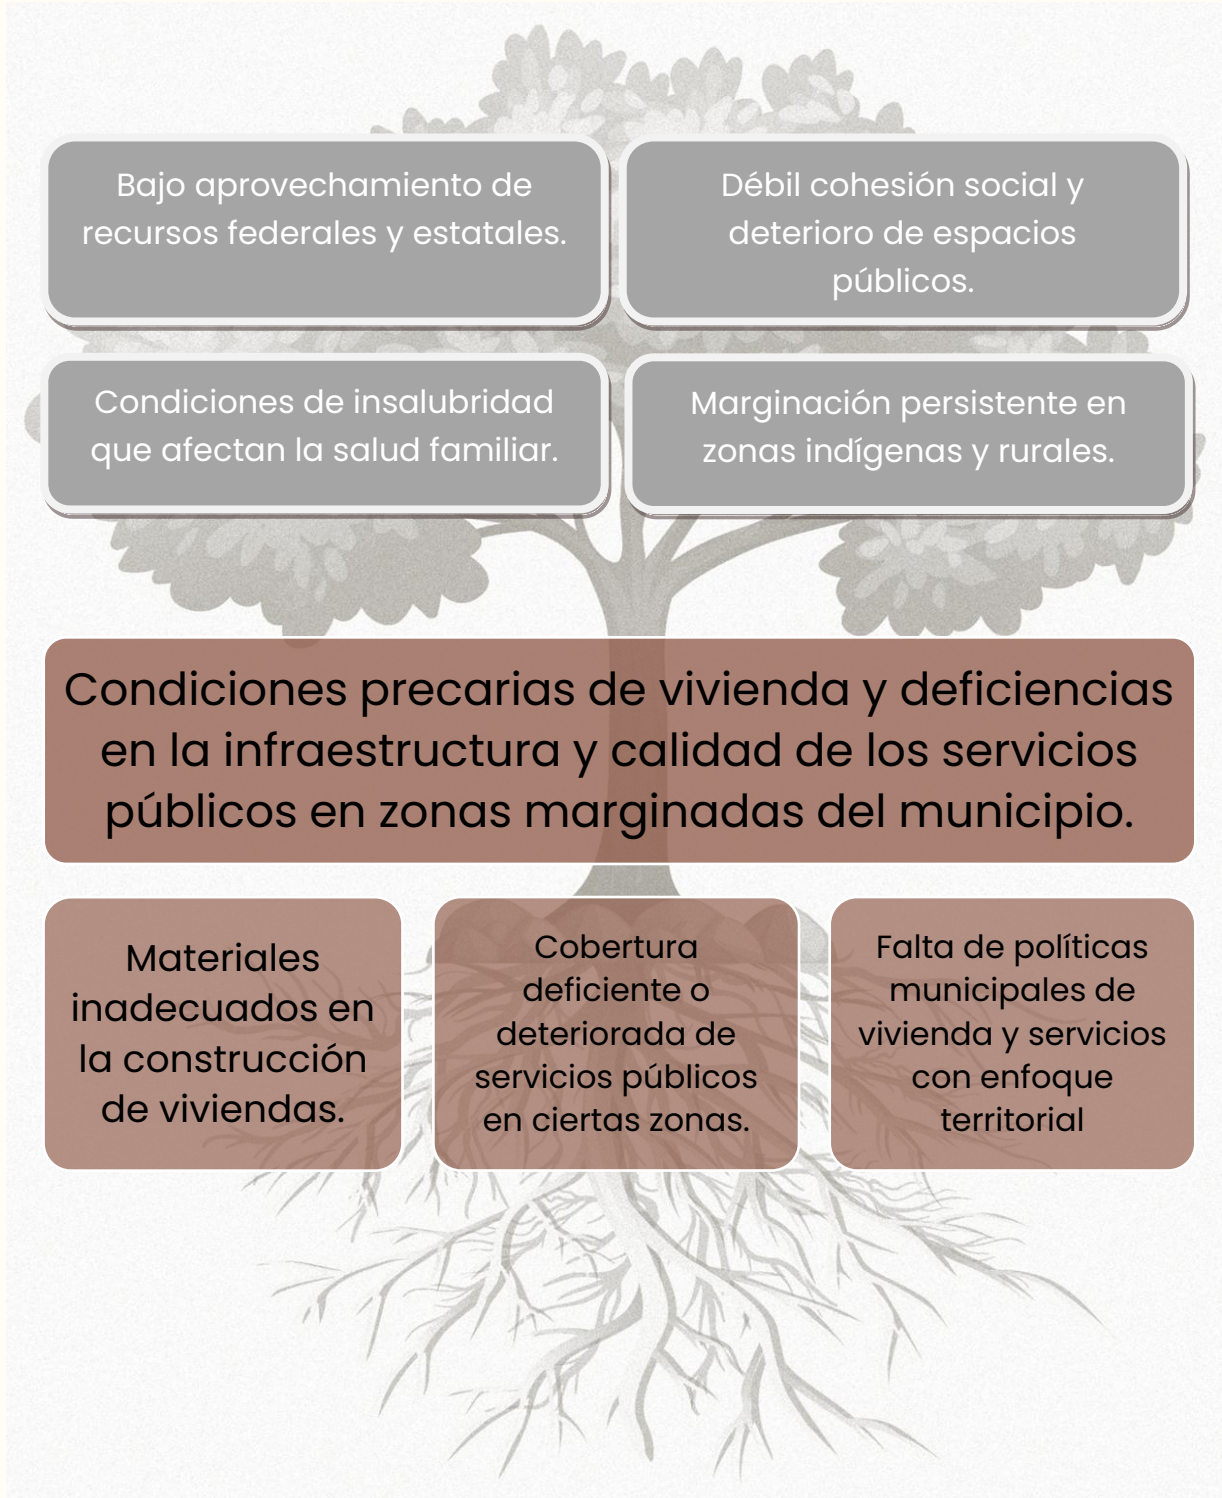 Bajo aprovechamiento de
recursos federales y estatales.
Débil cohesión social y
deterioro de espacios
públicos.
Condiciones de insalubridad
que afectan la salud familiar.
Marginación persistente en
zonas indígenas y rurales.
Condiciones precarias de vivienda y deficiencias
en la infraestructura y calidad de los servicios
públicos en zonas marginadas del municipio.
Materiales
inadecuados en
la construcción
de viviendas.
Cobertura
deficiente o
deteriorada de
servicios públicos
en ciertas zonas.
Falta de políticas
municipales de
vivienda y servicios
con enfoque
territorial